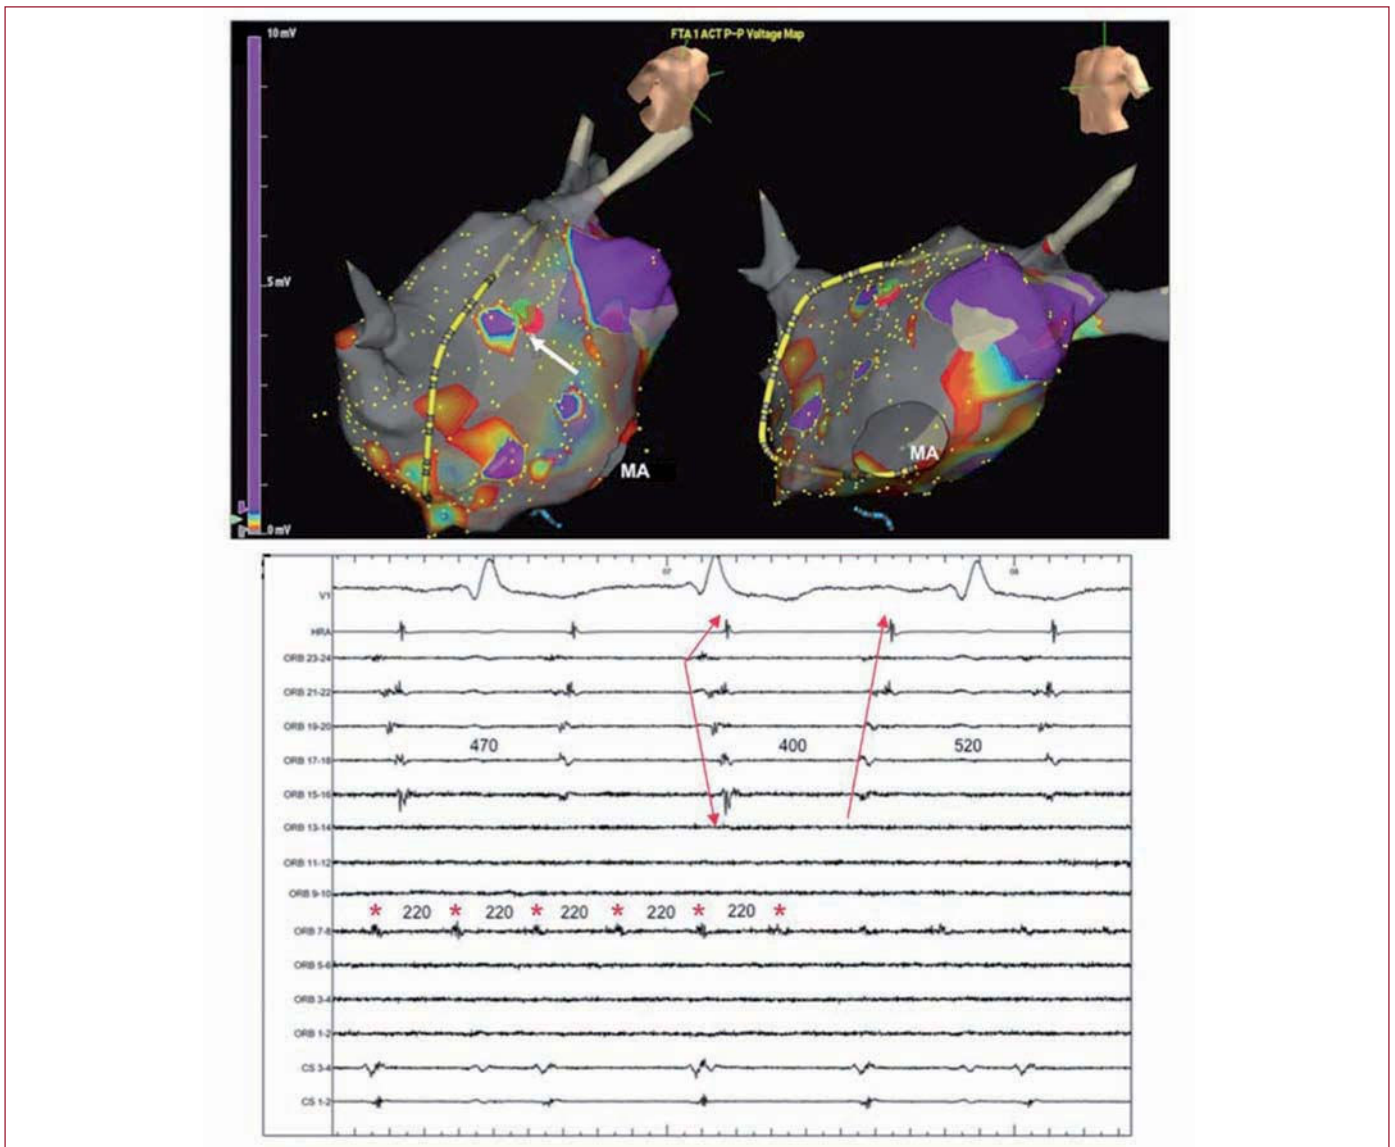 10 mV
FTA 1 ACT P-P Voltage Map
5 mV
MA
MA
0 mV
07
08
V1
HRA
ORB 23-24
ORB 21-22
ORB 19-20
470
400
520
ORB 17-18
ORB 15-16
ORB 13-14
ORB 11-12
ORB 9-10
* 220 * 220 * 220 * 220 * 220 *
ORB 7-8
ORB 5-6
ORB 3-4
ORB 1-2
CS 3-4
CS 1-2